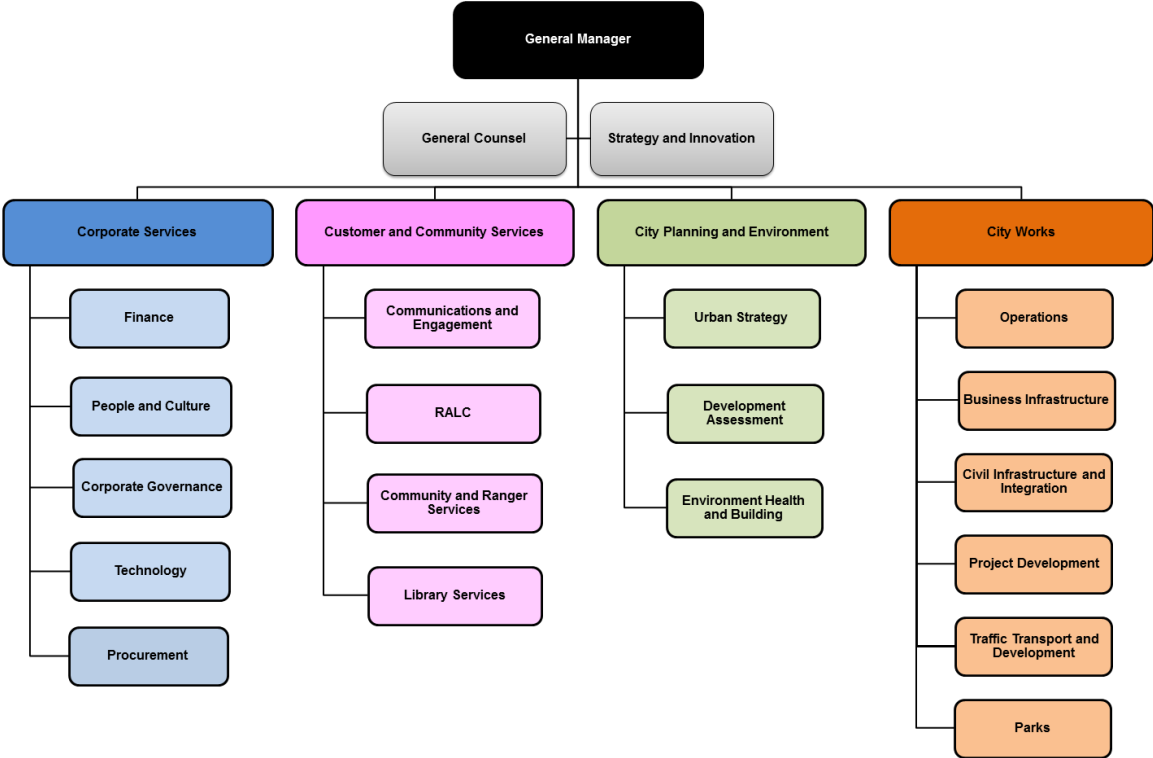 General Manager
General Counsel
Strategy and Innovation
Corporate Services
Customer and Community Services
City Planning and Environment
City Works
Finance
People and Culture
Corporate Governance
Technology
Procurement
Communications and
Engagement
RALC
Community and Ranger
Services
Library Services
Urban Strategy
Development
Assessment
Environment Health
and Building
Operations
Business Infrastructure
Civil Infrastructure and
Integration
Project Development
Traffic Transport and
Development
Parks